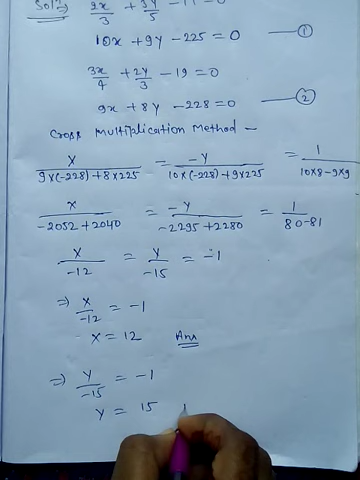 Sol? ⇒ 2x/3 + 3y/5 - 17 = 0
10x + 9y - 225 = 0 —①
3x/4 + 2y/3 - 19 = 0
9x + 8y - 228 = 0 —②
Cross Multiplication Method -
x/(9×(-228)+8×225) = -y/(10×(-228)+9×225) = 1/(10×8-9×9)
x/(-2052+2040) = -y/(-2295+2280) = 1/(80-81)
x/-12 = y/-15 = -1
⇒ x/-12 = -1
x = 12 Ans
⇒ y/-15 = -1
y = 15